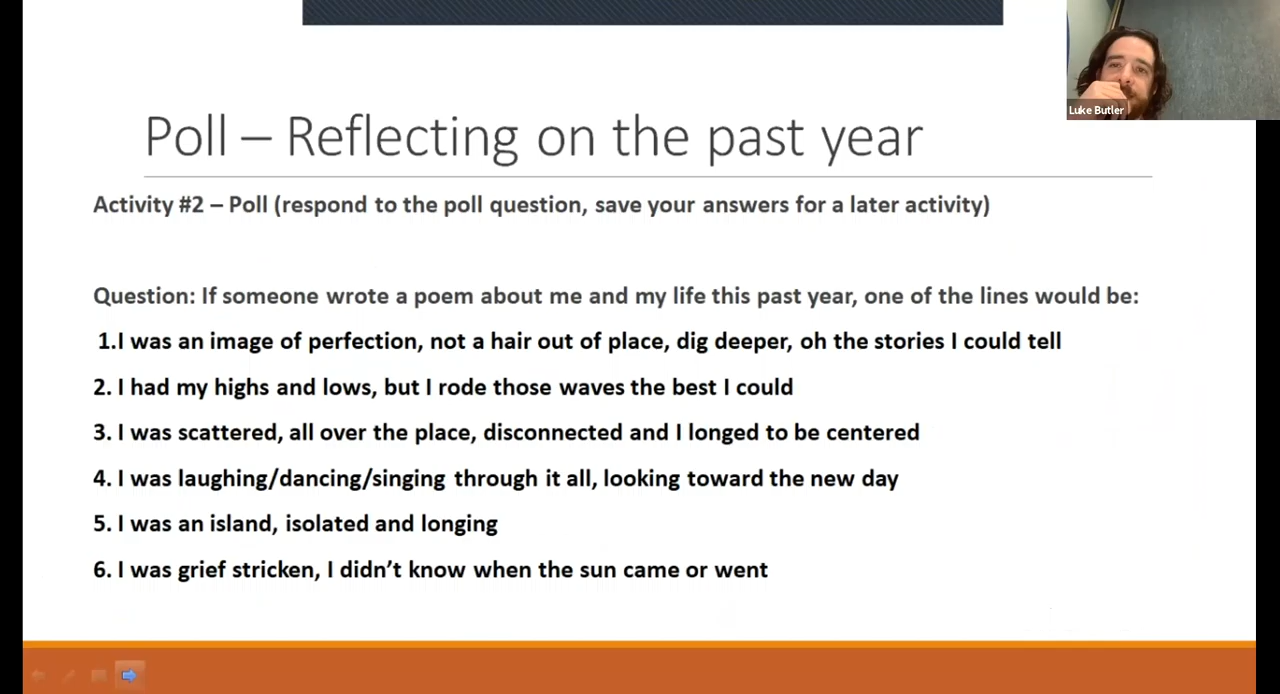 Luke Butler
Poll – Reflecting on the past year
Activity #2 – Poll (respond to the poll question, save your answers for a later activity)
Question: If someone wrote a poem about me and my life this past year, one of the lines would be:
1.I was an image of perfection, not a hair out of place, dig deeper, oh the stories I could tell
2. I had my highs and lows, but I rode those waves the best I could
3. I was scattered, all over the place, disconnected and I longed to be centered
4. I was laughing/dancing/singing through it all, looking toward the new day
5. I was an island, isolated and longing
6. I was grief stricken, I didn’t know when the sun came or went